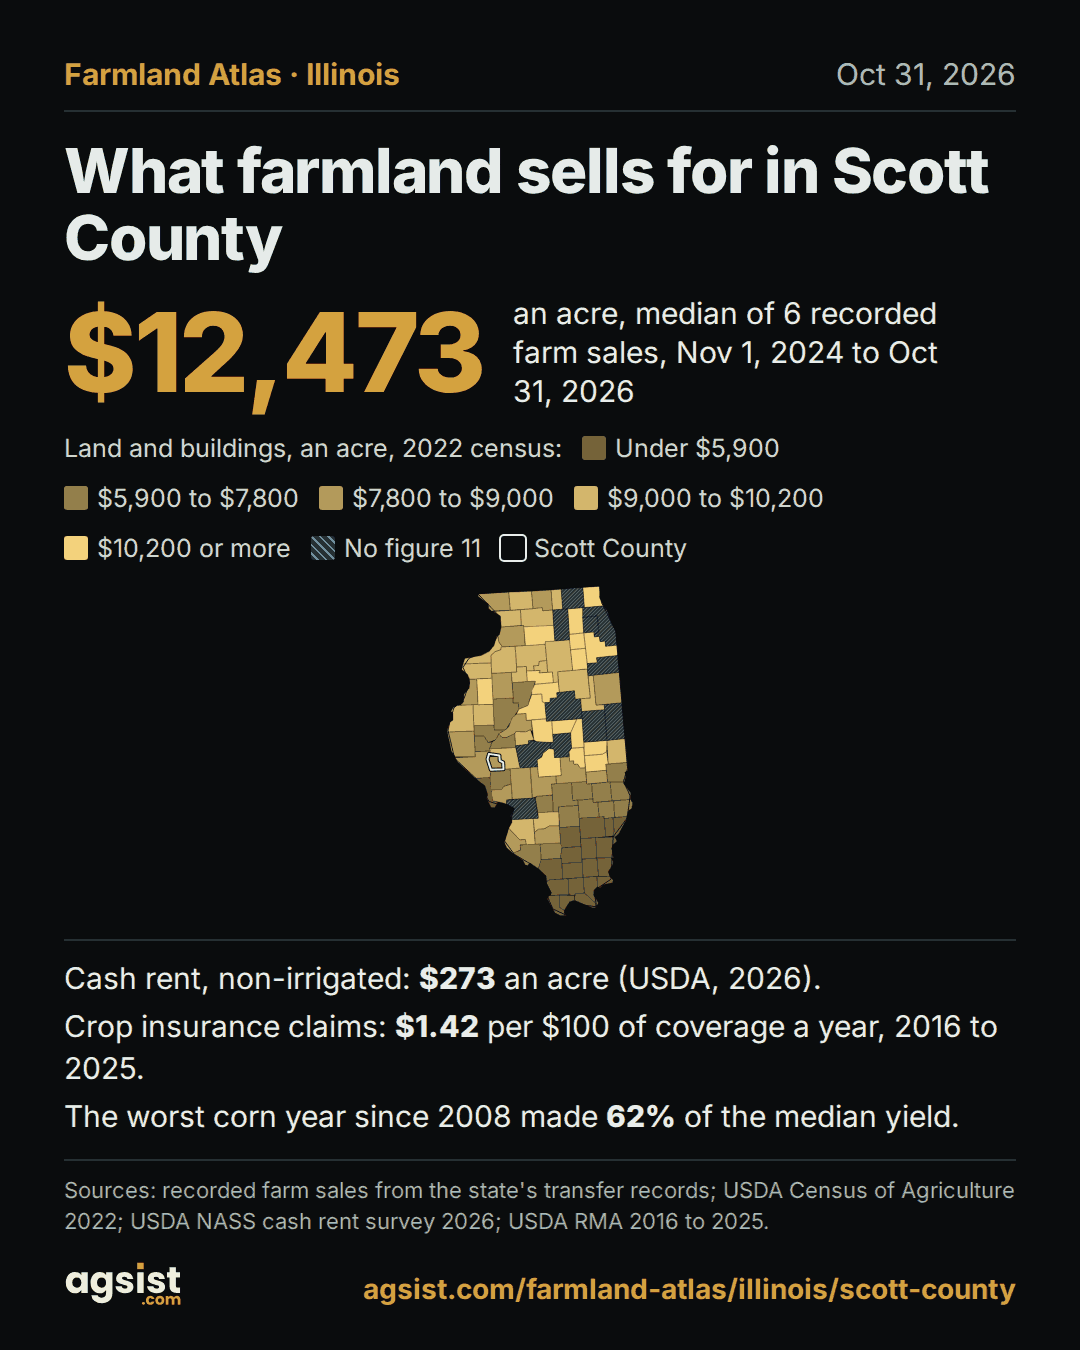 Farmland Atlas · Illinois
Oct 31, 2026
What farmland sells for in Scott
County
$12,473
an acre, median of 6 recorded
farm sales, Nov 1, 2024 to Oct
31, 2026
Land and buildings, an acre, 2022 census: Under $5,900
$5,900 to $7,800 $7,800 to $9,000 $9,000 to $10,200
$10,200 or more No figure 11 Scott County
Cash rent, non-irrigated: $273 an acre (USDA, 2026).
Crop insurance claims: $1.42 per $100 of coverage a year, 2016 to
2025.
The worst corn year since 2008 made 62% of the median yield.
Sources: recorded farm sales from the state's transfer records; USDA Census of Agriculture
2022; USDA NASS cash rent survey 2026; USDA RMA 2016 to 2025.
agsist
.com
agsist.com/farmland-atlas/illinois/scott-county